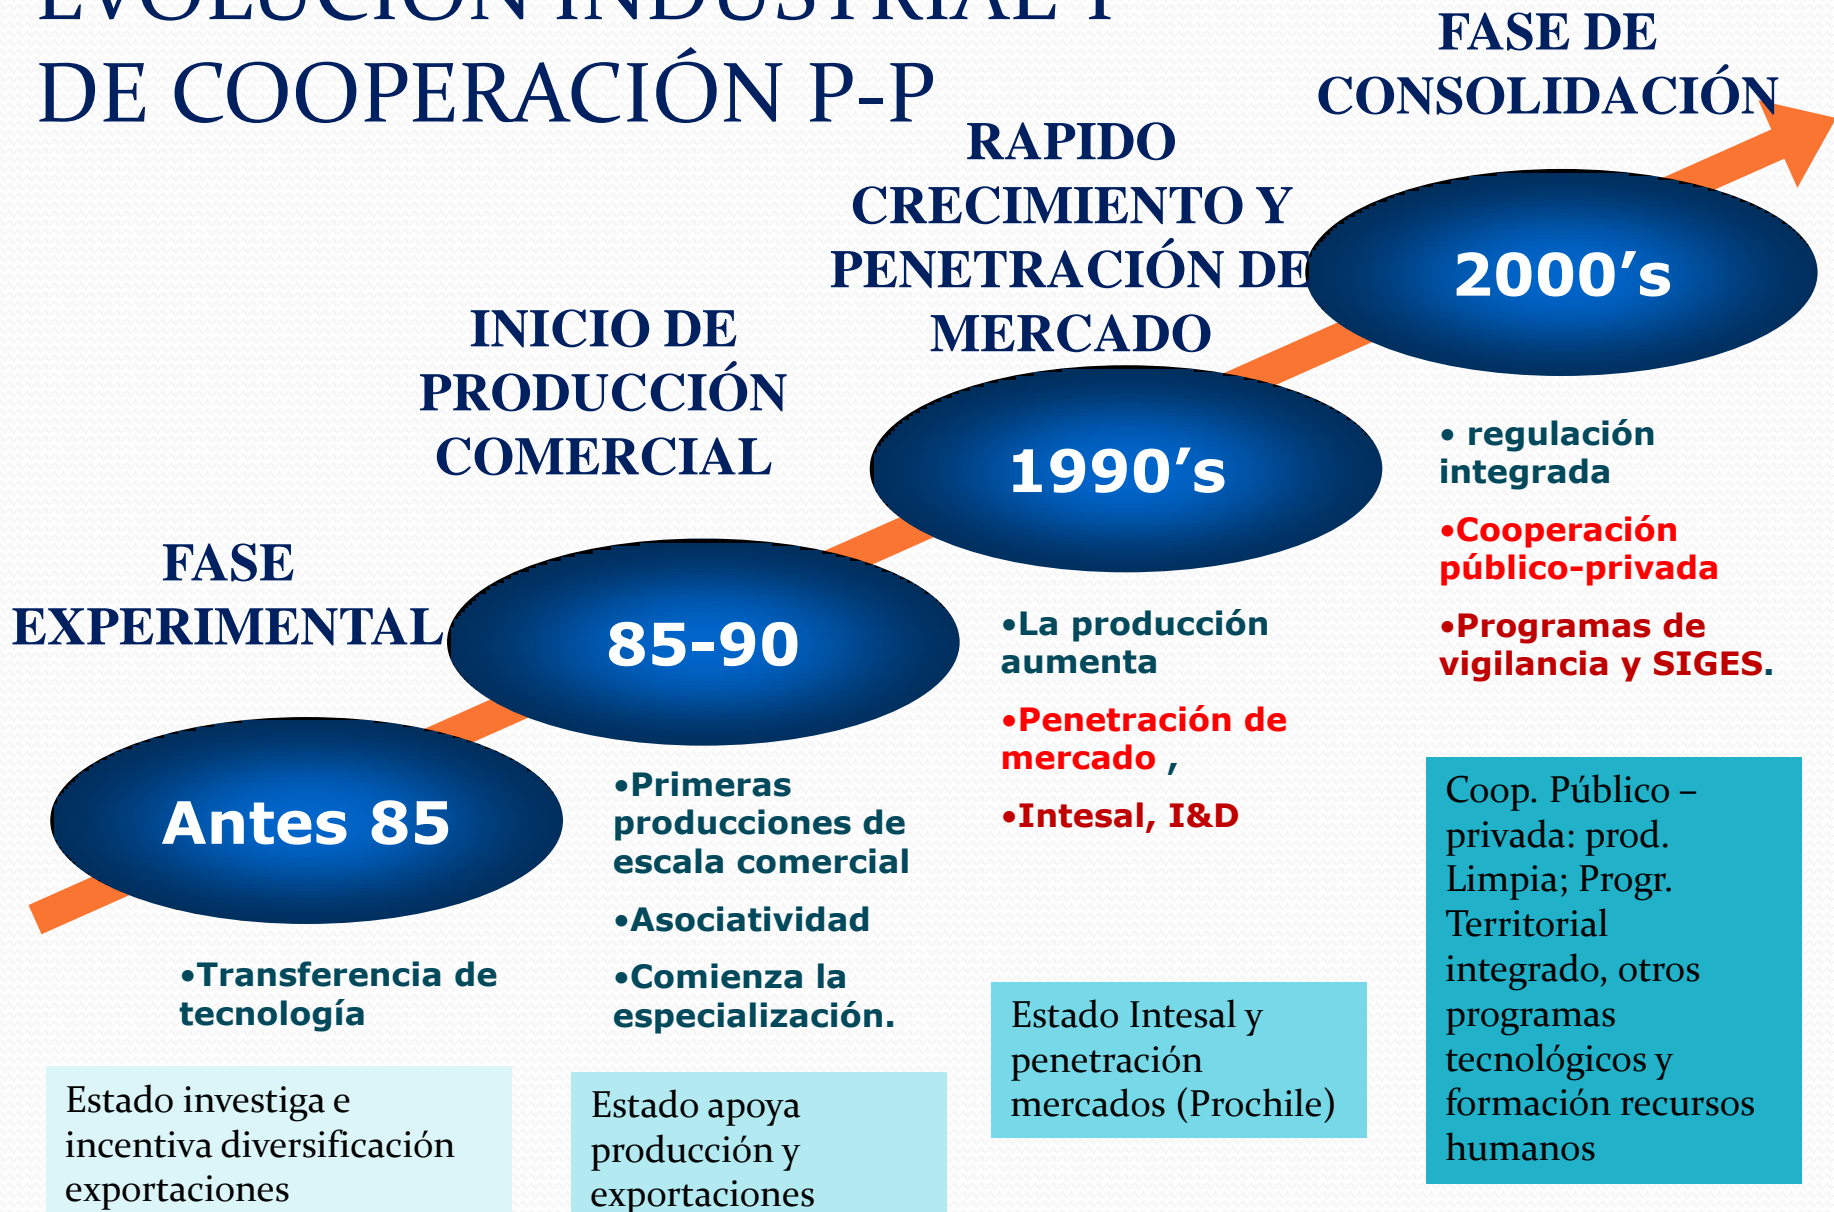 EVOLUCIÓN INDUSTRIAL Y
DE COOPERACIÓN P-P
FASE
EXPERIMENTAL
Antes 85
•Transferencia de
tecnología
Estado investiga e
incentiva diversificación
exportaciones
INICIO DE
PRODUCCIÓN
COMERCIAL
85-90
•Primeras
producciones de
escala comercial
•Asociatividad
•Comienza la
especialización.
Estado apoya
producción y
exportaciones
RAPIDO
CRECIMIENTO Y
PENETRACIÓN DE
MERCADO
1990’s
•La producción
aumenta
•Penetración de
mercado ,
•Intesal, I&D
Estado Intesal y
penetración
mercados (Prochile)
FASE DE
CONSOLIDACIÓN
2000’s
• regulación
integrada
•Cooperación
público-privada
•Programas de
vigilancia y SIGES.
Coop. Público –
privada: prod.
Limpia; Progr.
Territorial
integrado, otros
programas
tecnológicos y
formación recursos
humanos